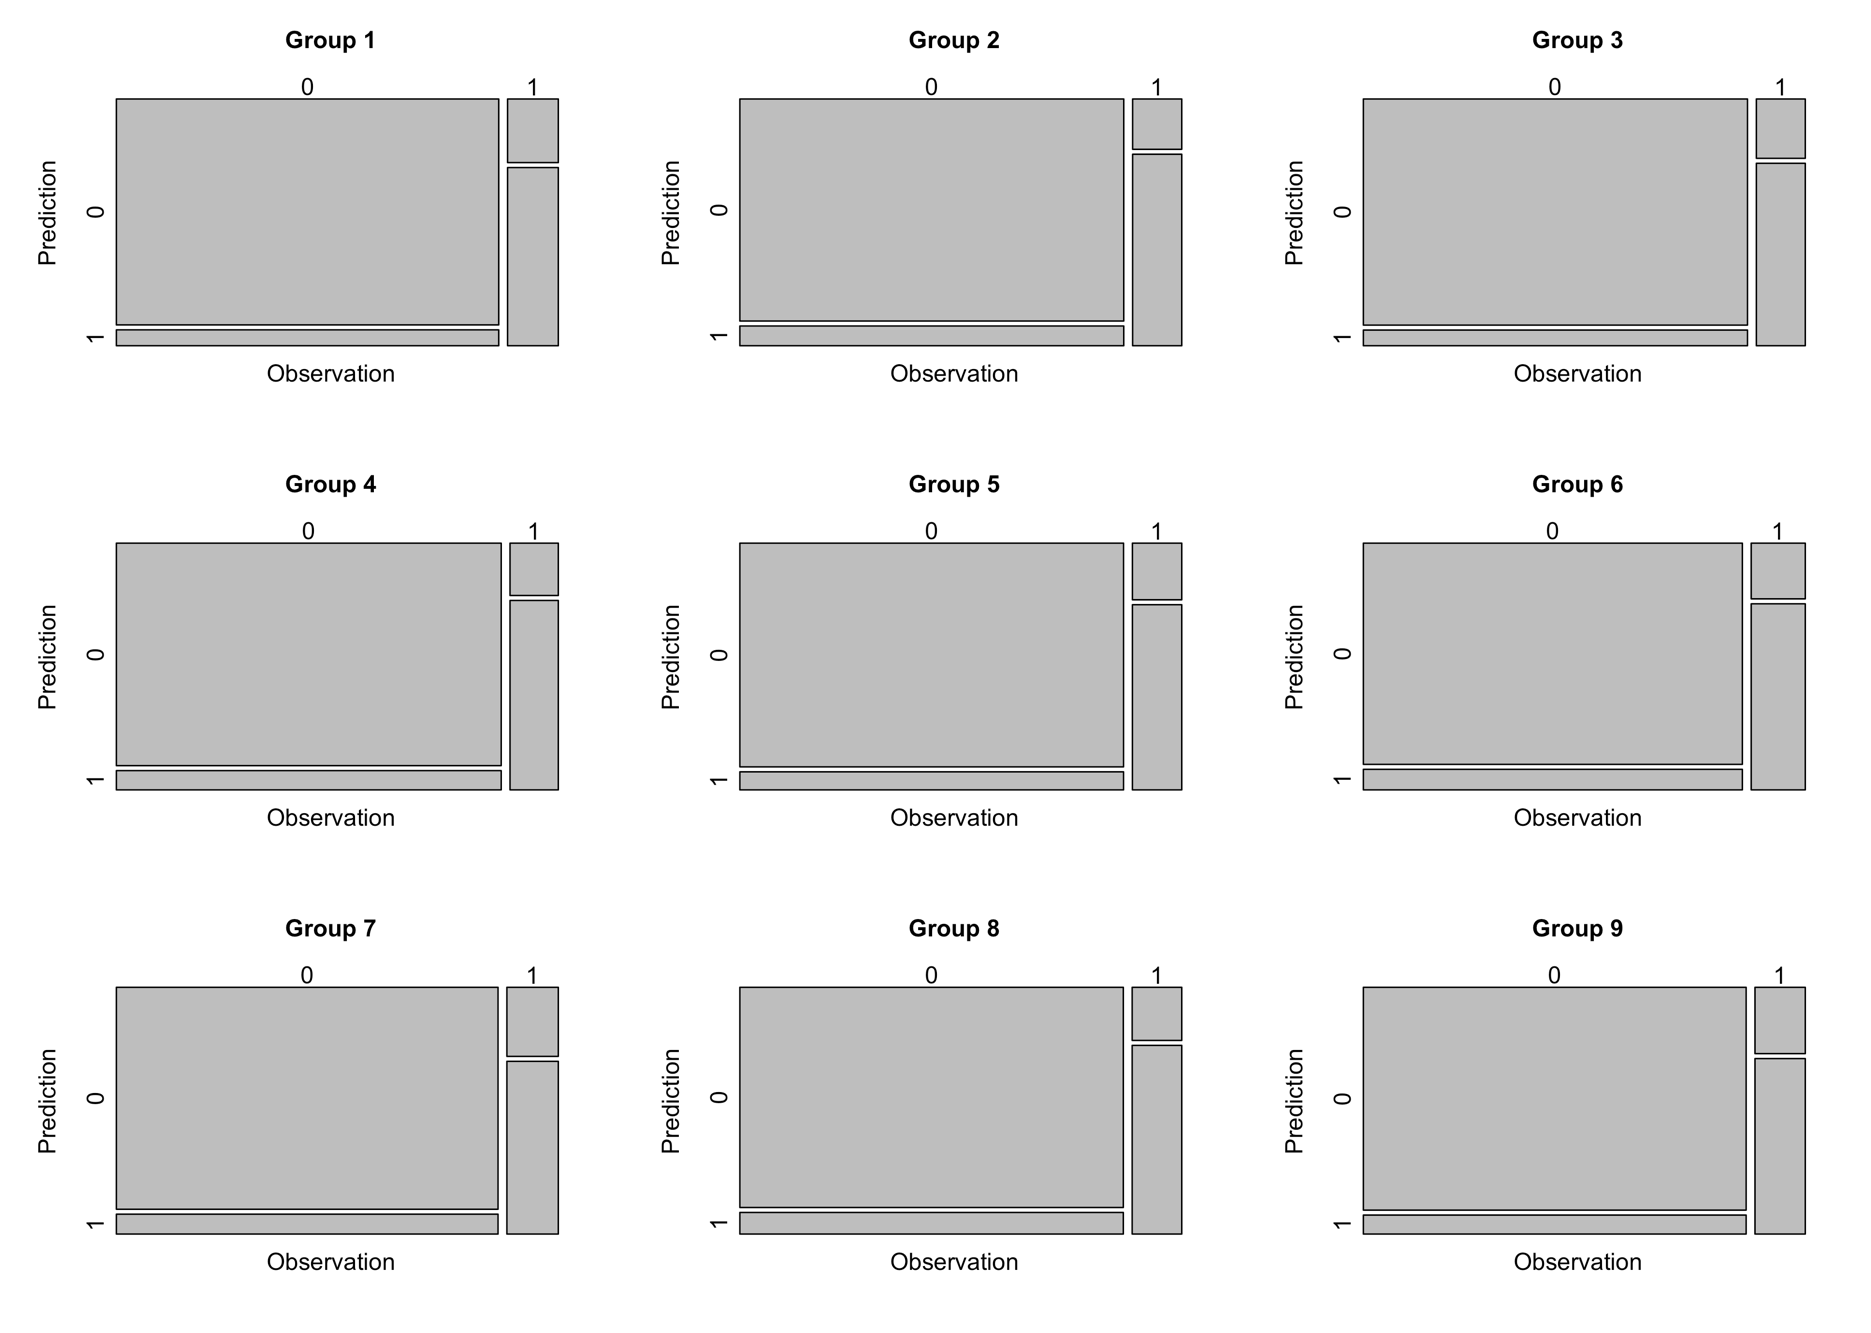 Group 1
0 1
Prediction
0
1
Observation
Group 2
0 1
Prediction
0
1
Observation
Group 3
0 1
Prediction
0
1
Observation
Group 4
0 1
Prediction
0
1
Observation
Group 5
0 1
Prediction
0
1
Observation
Group 6
0 1
Prediction
0
1
Observation
Group 7
0 1
Prediction
0
1
Observation
Group 8
0 1
Prediction
0
1
Observation
Group 9
0 1
Prediction
0
1
Observation